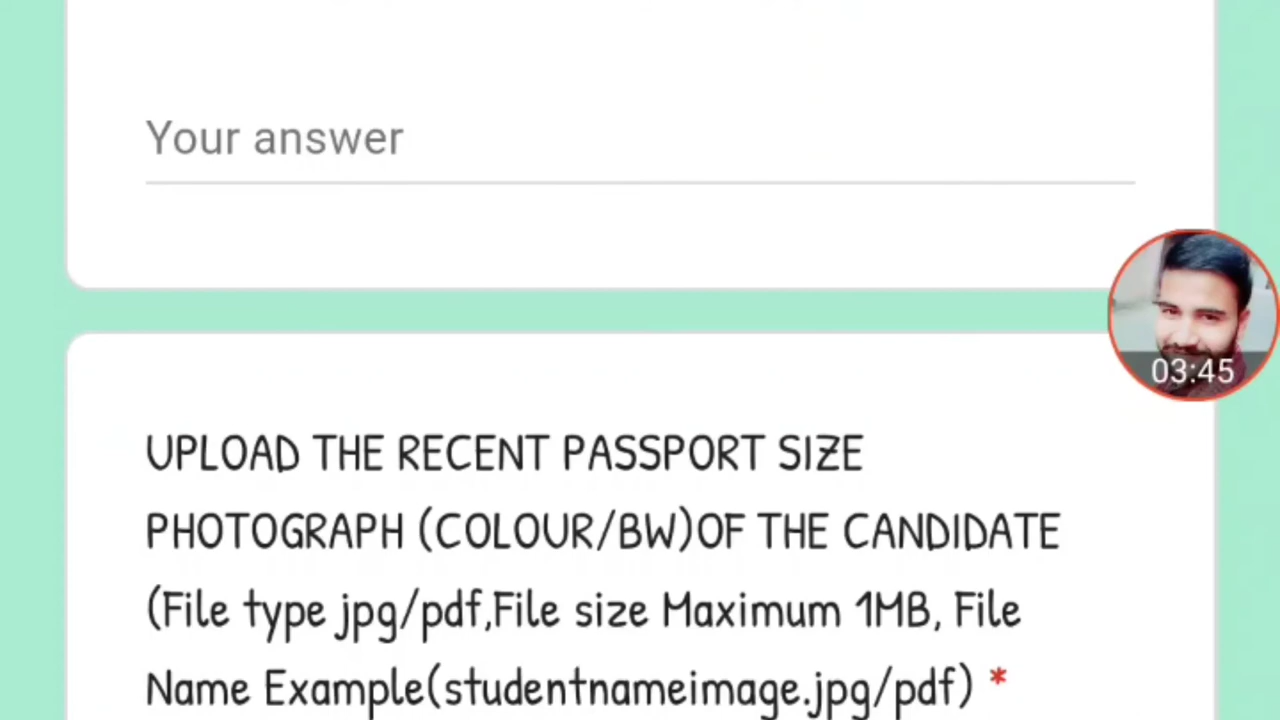 Your answer
03:45
UPLOAD THE RECENT PASSPORT SIZE
PHOTOGRAPH (COLOUR/BW)OF THE CANDIDATE
(File type jpg/pdf,File size Maximum 1MB, File
Name Example(studentnameimage.jpg/pdf) *